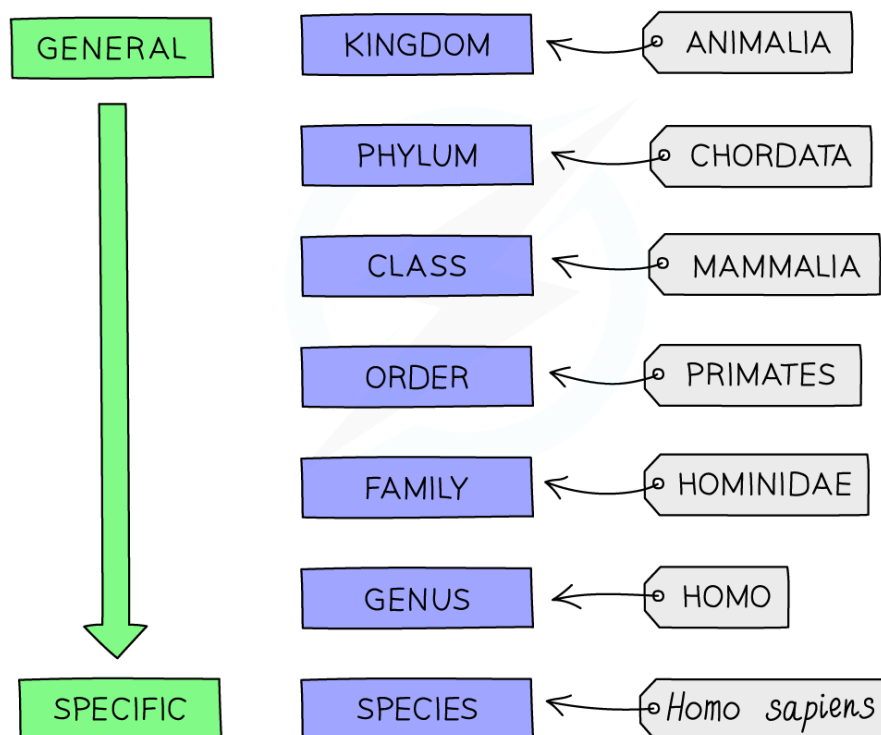 GENERAL KINGDOM ANIMALIA
PHYLUM CHORDATA
CLASS MAMMALIA
ORDER PRIMATES
FAMILY HOMINIDAE
GENUS HOMO
SPECIFIC SPECIES Homo sapiens